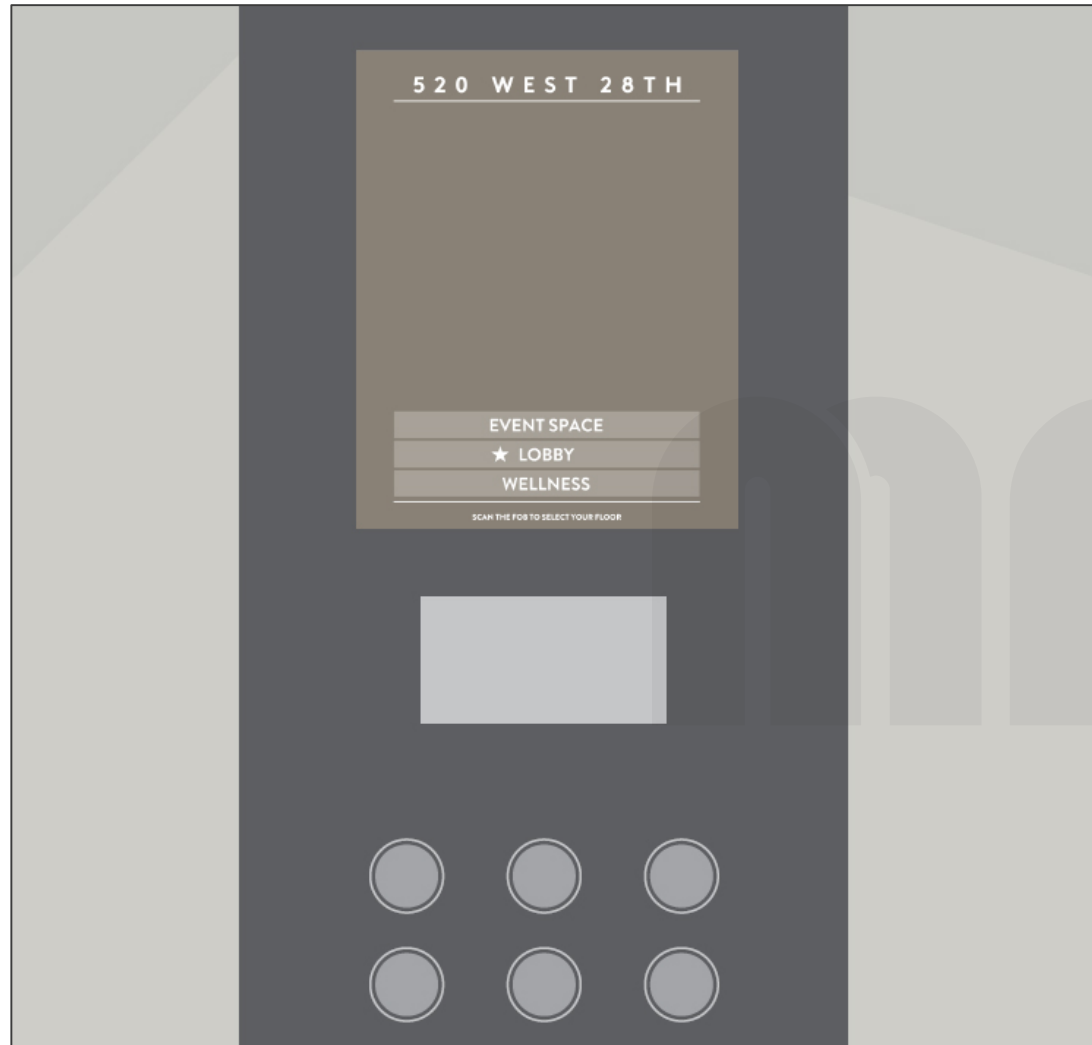 520 WEST 28TH
EVENT SPACE
★ LOBBY
WELLNESS
SCAN THE FOB TO SELECT YOUR FLOOR